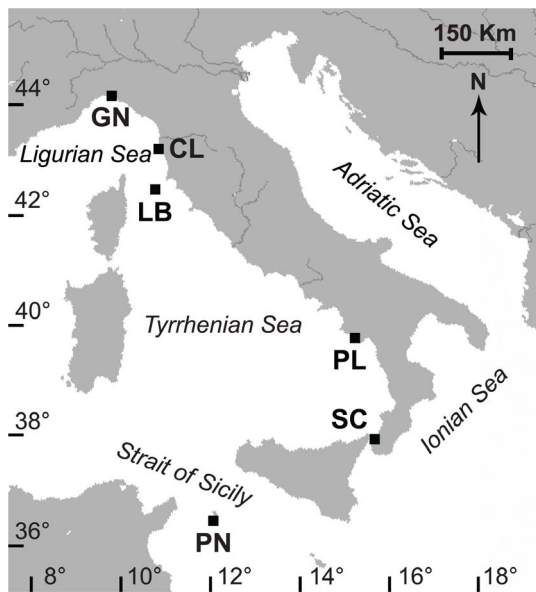 150 Km
N
44°
GN
Ligurian Sea
CL
Adriatic Sea
42°
LB
40°
Tyrrhenian Sea
PL
Ionian Sea
38°
SC
Strait of Sicily
36°
PN
8° 10° 12° 14° 16° 18°